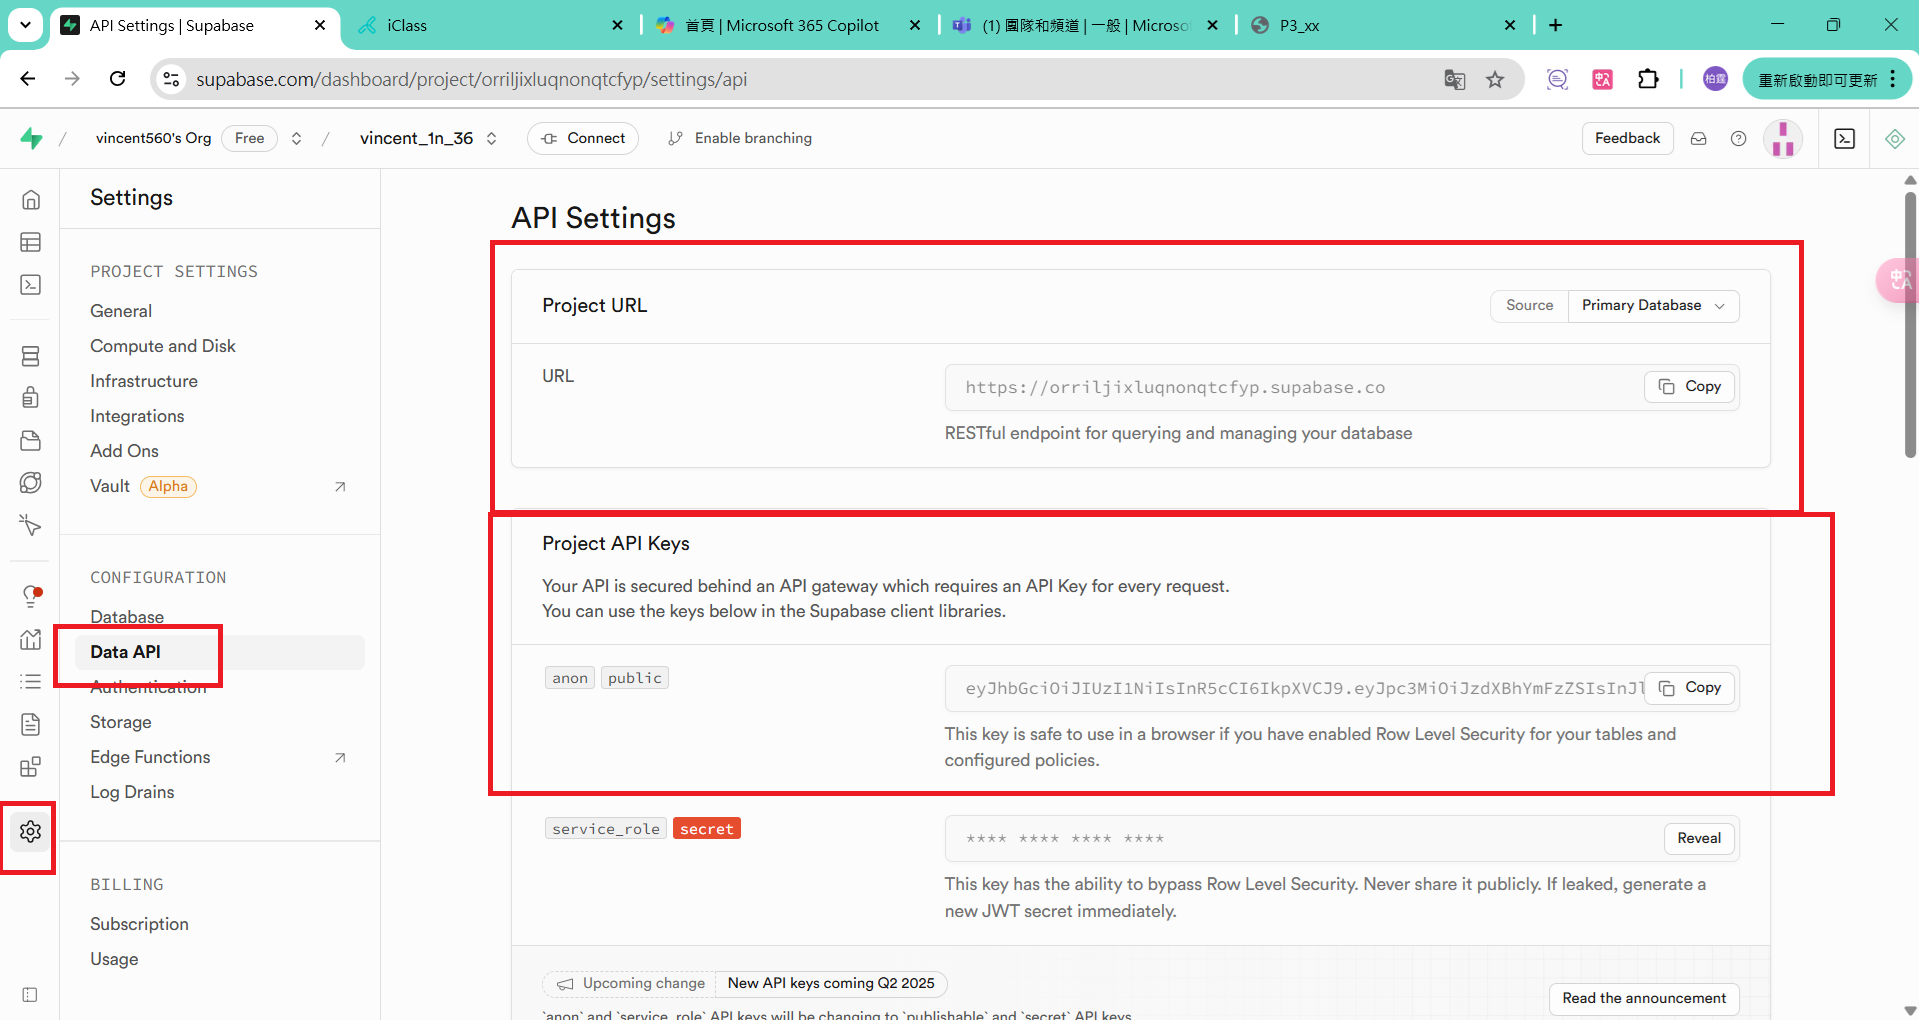 API Settings | Supabase
iClass
首頁 | Microsoft 365 Copilot
(1) 團隊和頻道 | 一般 | Microso
P3_xx
supabase.com/dashboard/project/orriljixluqnonqtcfyp/settings/api
柏霆
重新啟動即可更新
vincent560's Org
Free
vincent_1n_36
Connect
Enable branching
Feedback
Settings
PROJECT SETTINGS
General
Compute and Disk
Infrastructure
Integrations
Add Ons
Vault
Alpha
CONFIGURATION
Database
Data API
Authentication
Storage
Edge Functions
Log Drains
BILLING
Subscription
Usage
API Settings
Project URL
Source
Primary Database
URL
https://orriljixluqnonqtcfyp.supabase.co
Copy
RESTful endpoint for querying and managing your database
Project API Keys
Your API is secured behind an API gateway which requires an API Key for every request.
You can use the keys below in the Supabase client libraries.
anon public
eyJhbGciOiJIUzI1NiIsInR5cCI6IkpXVCJ9.eyJpc3MiOiJzdXBhYmFzZSIsInJl
Copy
This key is safe to use in a browser if you have enabled Row Level Security for your tables and
configured policies.
service_role secret
**** **** **** ****
Reveal
This key has the ability to bypass Row Level Security. Never share it publicly. If leaked, generate a
new JWT secret immediately.
Upcoming change
New API keys coming Q2 2025
Read the announcement
`anon` and `service_role` API keys will be changing to `publishable` and `secret` API keys